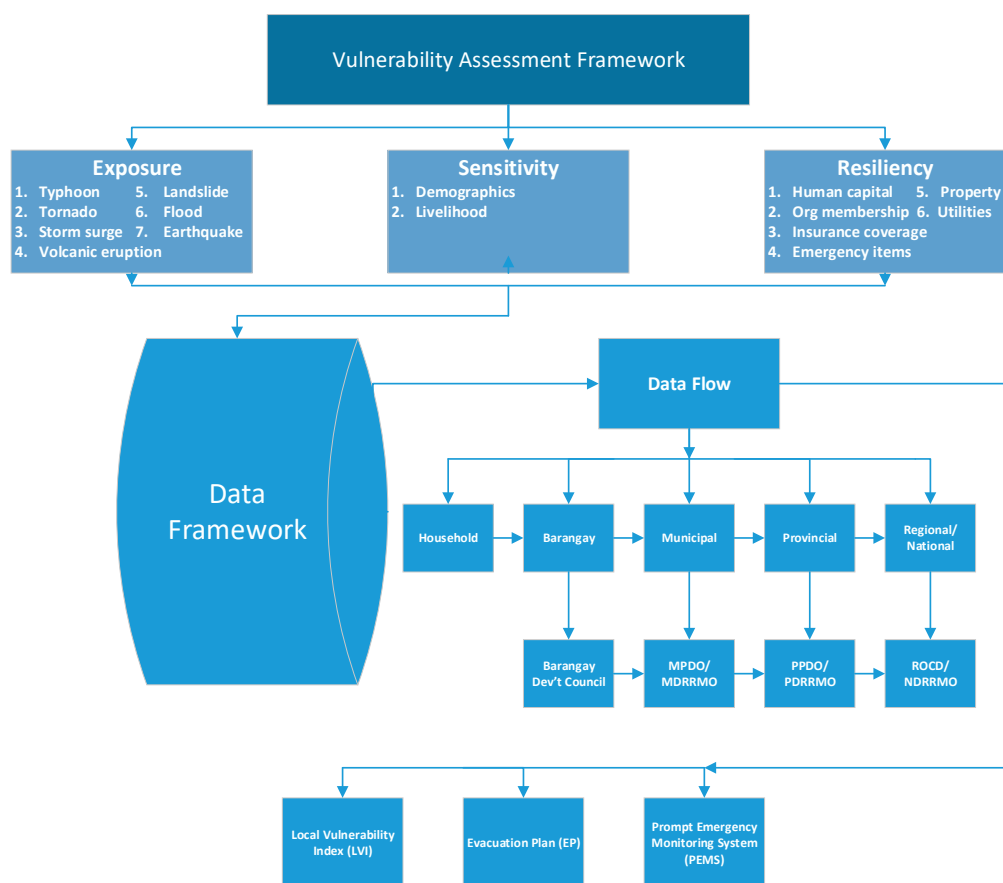 Vulnerability Assessment Framework
Exposure
1. Typhoon
2. Tornado
3. Storm surge
4. Volcanic eruption
5. Landslide
6. Flood
7. Earthquake
Sensitivity
1. Demographics
2. Livelihood
Resiliency
1. Human capital
2. Org membership
3. Insurance coverage
4. Emergency items
5. Property
6. Utilities
Data
Framework
Data Flow
Household
Barangay
Municipal
Provincial
Regional/
National
Barangay
Dev't Council
MPDO/
MDRRMO
PPDO/
PDRRMO
ROCD/
NDRRMO
Local Vulnerability
Index (LVI)
Evacuation Plan (EP)
Prompt Emergency
Monitoring System
(PEMS)